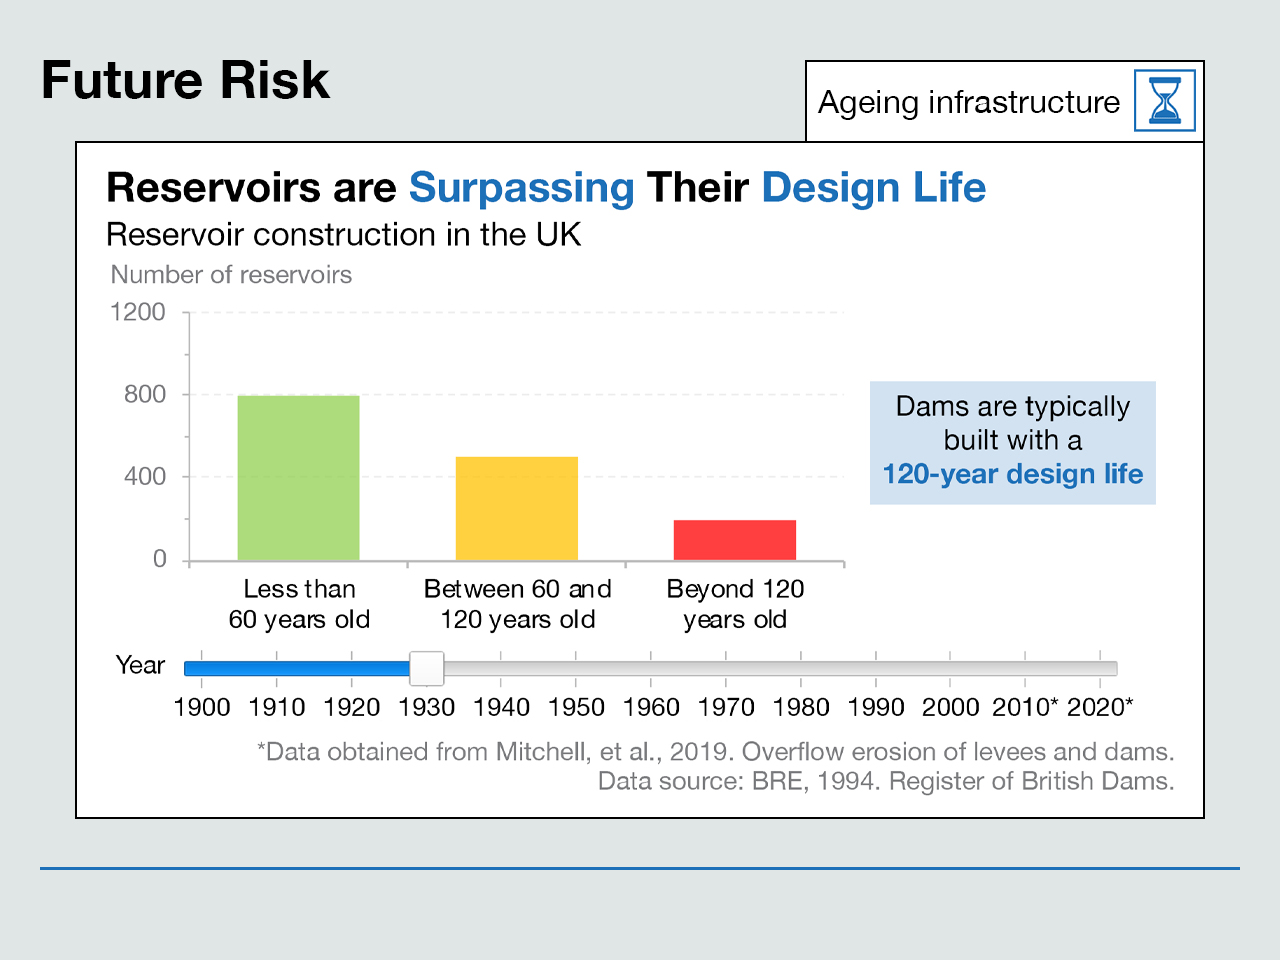 Future Risk
Ageing infrastructure
Reservoirs are Surpassing Their Design Life
Reservoir construction in the UK
Number of reservoirs
1200
800
400
0
Dams are typically
built with a
120-year design life
Less than
60 years old
Between 60 and
120 years old
Beyond 120
years old
Year
1900 1910 1920 1930 1940 1950 1960 1970 1980 1990 2000 2010* 2020*
*Data obtained from Mitchell, et al., 2019. Overflow erosion of levees and dams.
Data source: BRE, 1994. Register of British Dams.